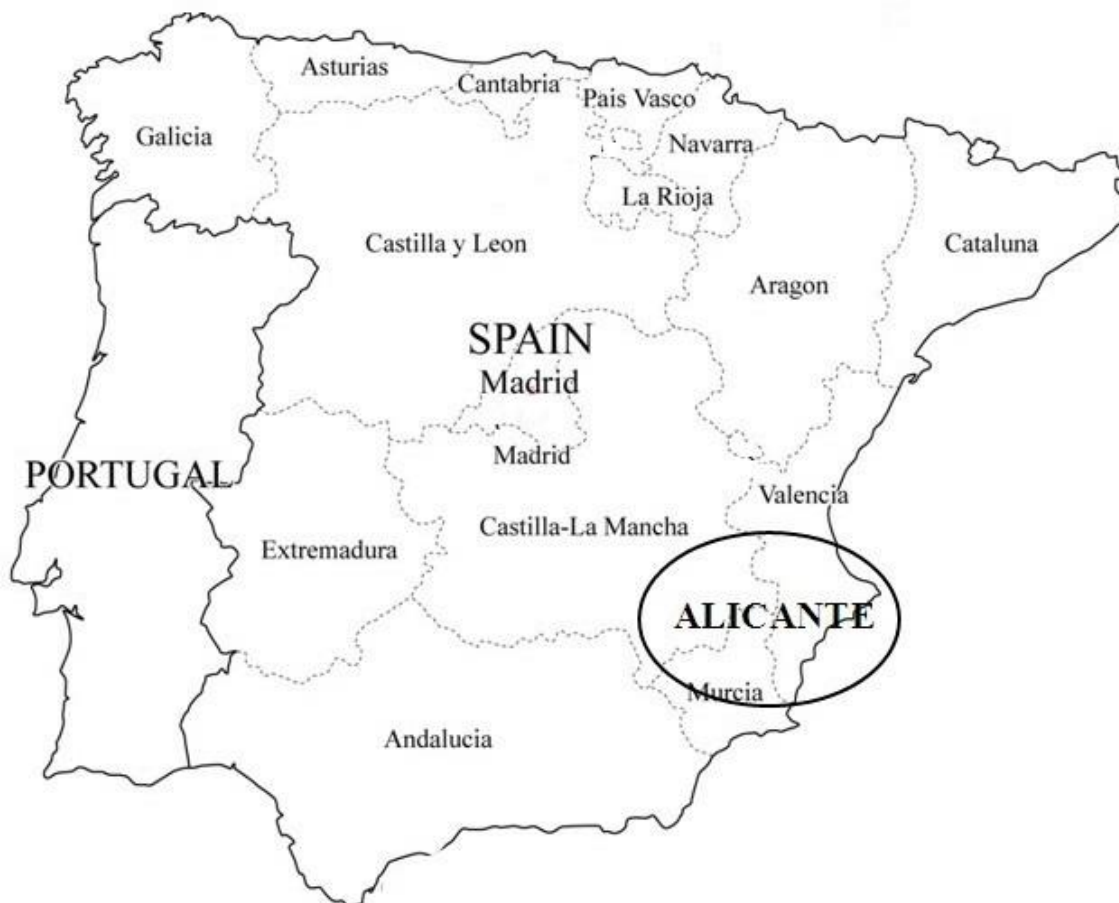 Asturias
Cantabria
Pais Vasco
Galicia
Navarra
La Rioja
Castilla y Leon
Cataluna
Aragon
SPAIN
Madrid
Madrid
PORTUGAL
Valencia
Castilla-La Mancha
Extremadura
ALICANTE
Murcia
Andalucia